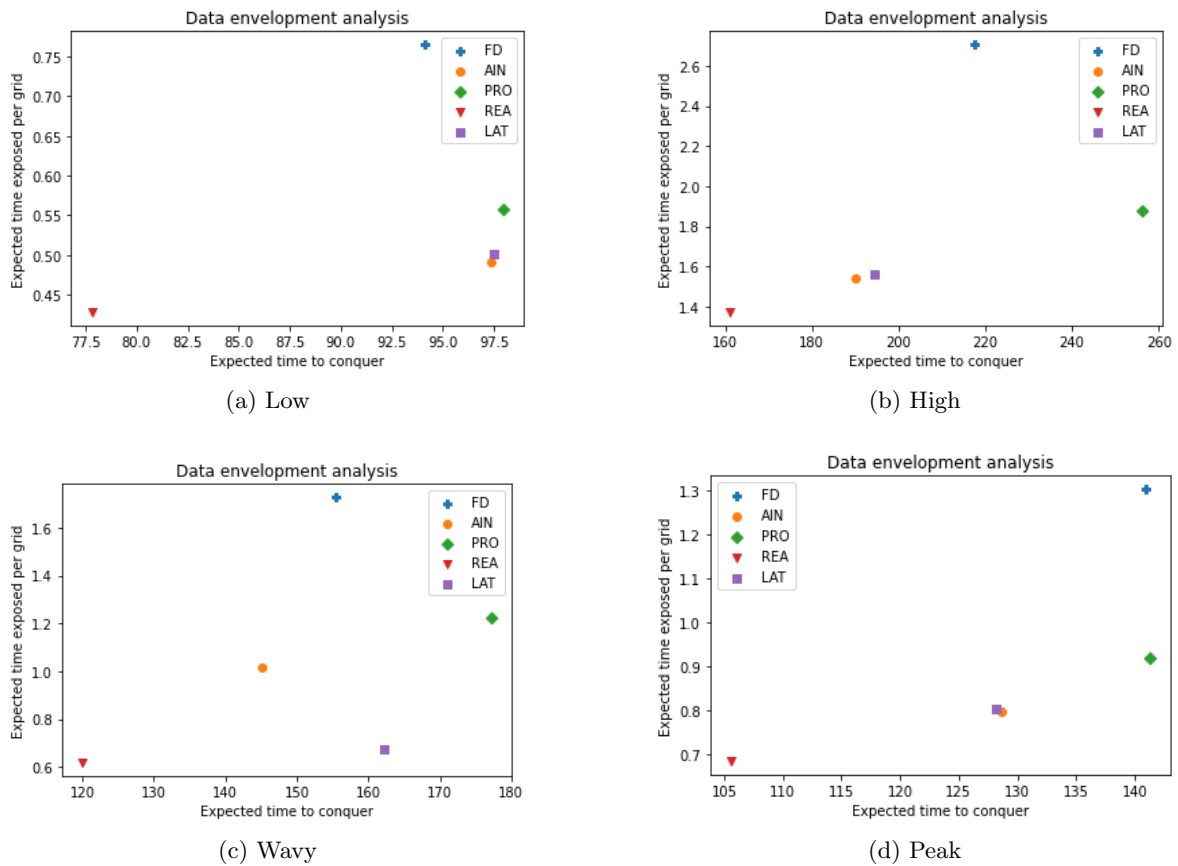 Data envelopment analysis
Expected time exposed per grid
0.75
0.70
0.65
0.60
0.55
0.50
0.45
FD
AIN
PRO
REA
LAT
77.5 80.0 82.5 85.0 87.5 90.0 92.5 95.0 97.5
Expected time to conquer
(a) Low
Data envelopment analysis
Expected time exposed per grid
2.6
2.4
2.2
2.0
1.8
1.6
1.4
FD
AIN
PRO
REA
LAT
160 180 200 220 240 260
Expected time to conquer
(b) High
Data envelopment analysis
Expected time exposed per grid
1.6
1.4
1.2
1.0
0.8
0.6
FD
AIN
PRO
REA
LAT
120 130 140 150 160 170 180
Expected time to conquer
(c) Wavy
Data envelopment analysis
Expected time exposed per grid
1.3
1.2
1.1
1.0
0.9
0.8
0.7
FD
AIN
PRO
REA
LAT
105 110 115 120 125 130 135 140
Expected time to conquer
(d) Peak